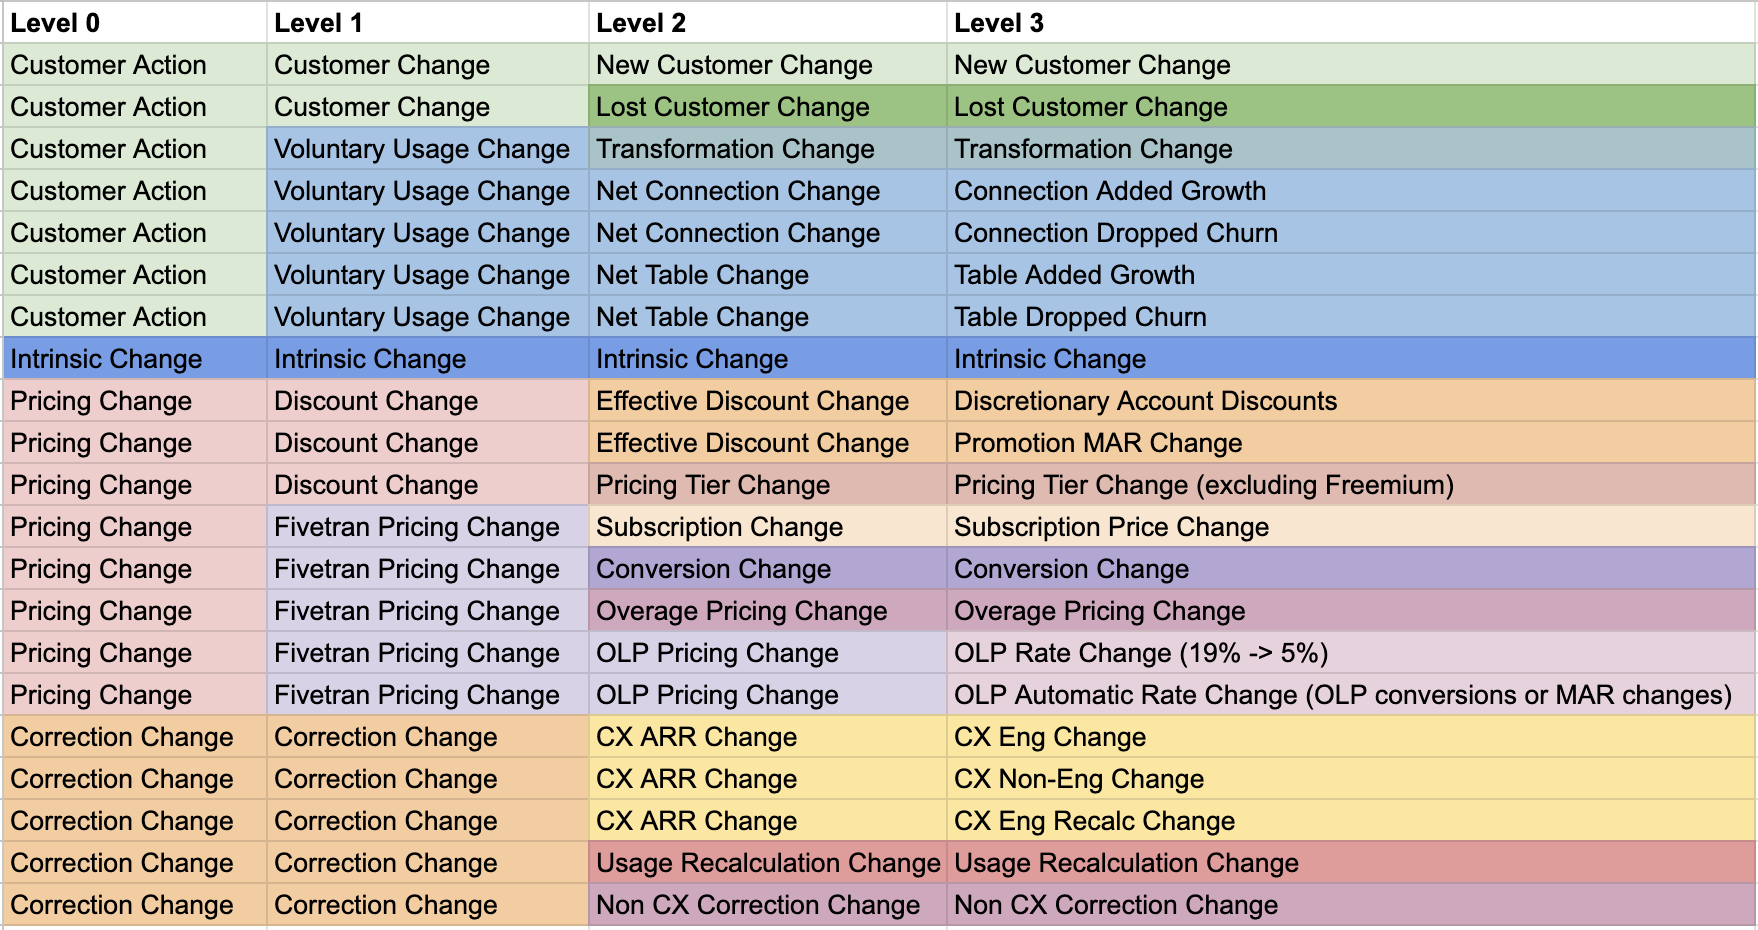 Level 0 Level 1 Level 2 Level 3
Customer Action Customer Change New Customer Change New Customer Change
Customer Action Customer Change Lost Customer Change Lost Customer Change
Customer Action Voluntary Usage Change Transformation Change Transformation Change
Customer Action Voluntary Usage Change Net Connection Change Connection Added Growth
Customer Action Voluntary Usage Change Net Connection Change Connection Dropped Churn
Customer Action Voluntary Usage Change Net Table Change Table Added Growth
Customer Action Voluntary Usage Change Net Table Change Table Dropped Churn
Intrinsic Change Intrinsic Change Intrinsic Change Intrinsic Change
Pricing Change Discount Change Effective Discount Change Discretionary Account Discounts
Pricing Change Discount Change Effective Discount Change Promotion MAR Change
Pricing Change Discount Change Pricing Tier Change Pricing Tier Change (excluding Freemium)
Pricing Change Fivetran Pricing Change Subscription Change Subscription Price Change
Pricing Change Fivetran Pricing Change Conversion Change Conversion Change
Pricing Change Fivetran Pricing Change Overage Pricing Change Overage Pricing Change
Pricing Change Fivetran Pricing Change OLP Pricing Change OLP Rate Change (19% -> 5%)
Pricing Change Fivetran Pricing Change OLP Pricing Change OLP Automatic Rate Change (OLP conversions or MAR changes)
Correction Change Correction Change CX ARR Change CX Eng Change
Correction Change Correction Change CX ARR Change CX Non-Eng Change
Correction Change Correction Change CX ARR Change CX Eng Recalc Change
Correction Change Correction Change Usage Recalculation Change Usage Recalculation Change
Correction Change Correction Change Non CX Correction Change Non CX Correction Change